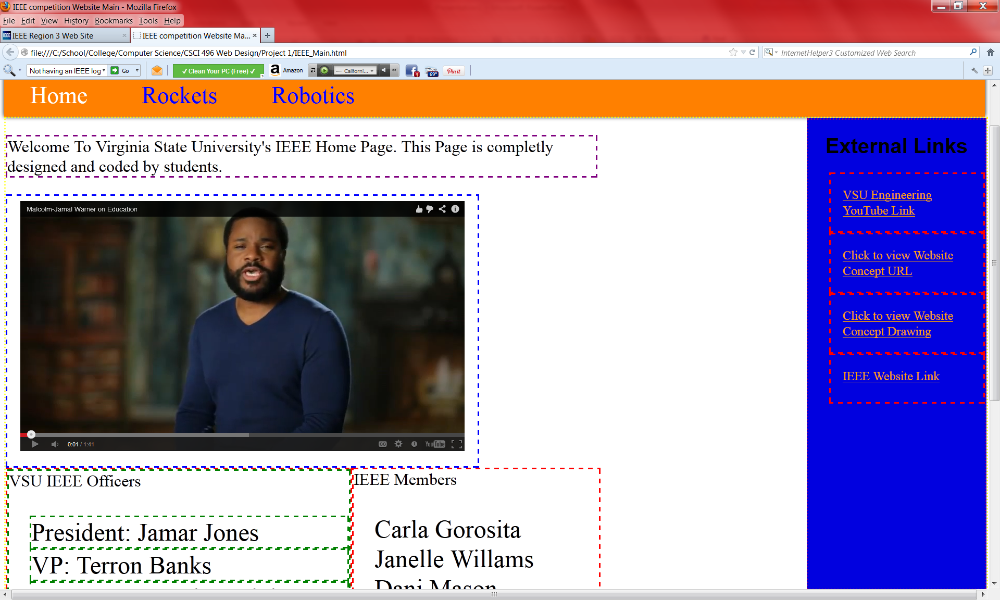 IEEE competition Website Main - Mozilla Firefox
File Edit View History Bookmarks Tools Help
IEEE IEEE Region 3 Web Site
IEEE competition Website Ma...
file:///C:/School/College/Computer Science/CSCI 496 Web Design/Project 1/IEEE_Main.html
InternetHelper3 Customized Web Search
Not having an IEEE log
Go
✓Clean Your PC (Free) ✓
?
a Amazon
Californi...
f 1
69°
Pin it
Home Rockets Robotics
Welcome To Virginia State University's IEEE Home Page. This Page is completly
designed and coded by students.
Malcolm-Jamal Warner on Education
0:01 / 1:41
CC
YouTube
VSU IEEE Officers
President: Jamar Jones
VP: Terron Banks
IEEE Members
Carla Gorosita
Janelle Willams
Dani Mason
External Links
VSU Engineering
YouTube Link
Click to view Website
Concept URL
Click to view Website
Concept Drawing
IEEE Website Link